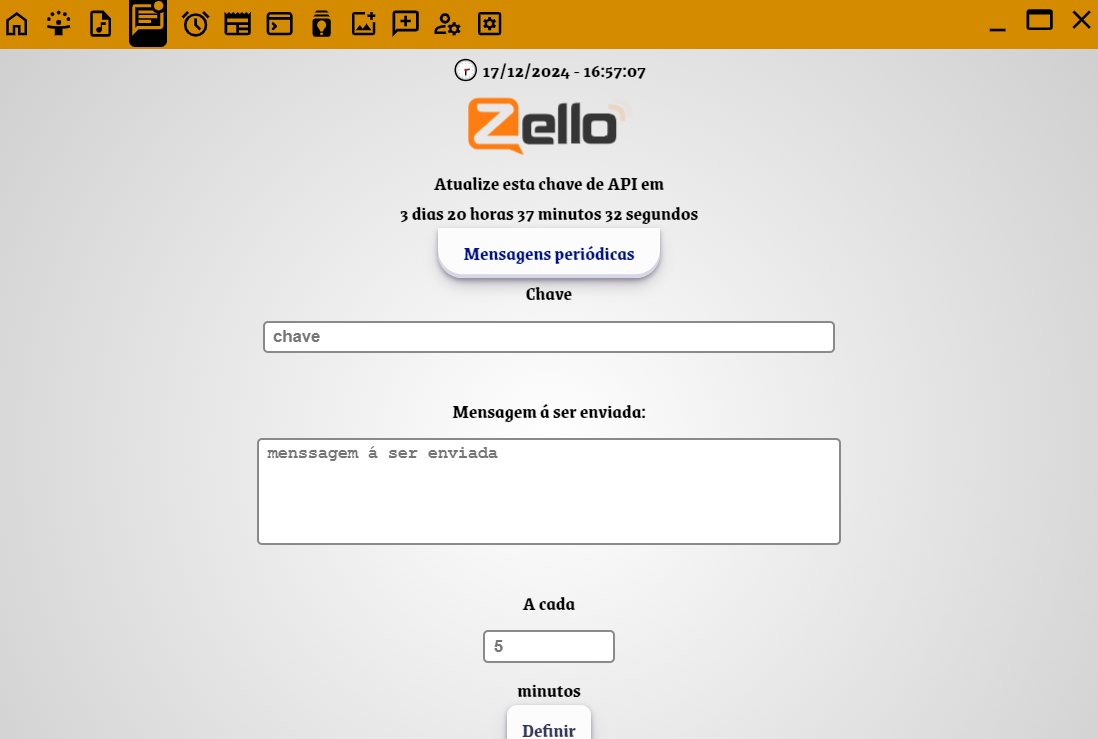 17/12/2024 - 16:57:07
Zello
Atualize esta chave de API em
3 dias 20 horas 37 minutos 32 segundos
Mensagens periódicas
Chave
chave
Mensagem á ser enviada:
menssagem á ser enviada
A cada
5
minutos
Definir